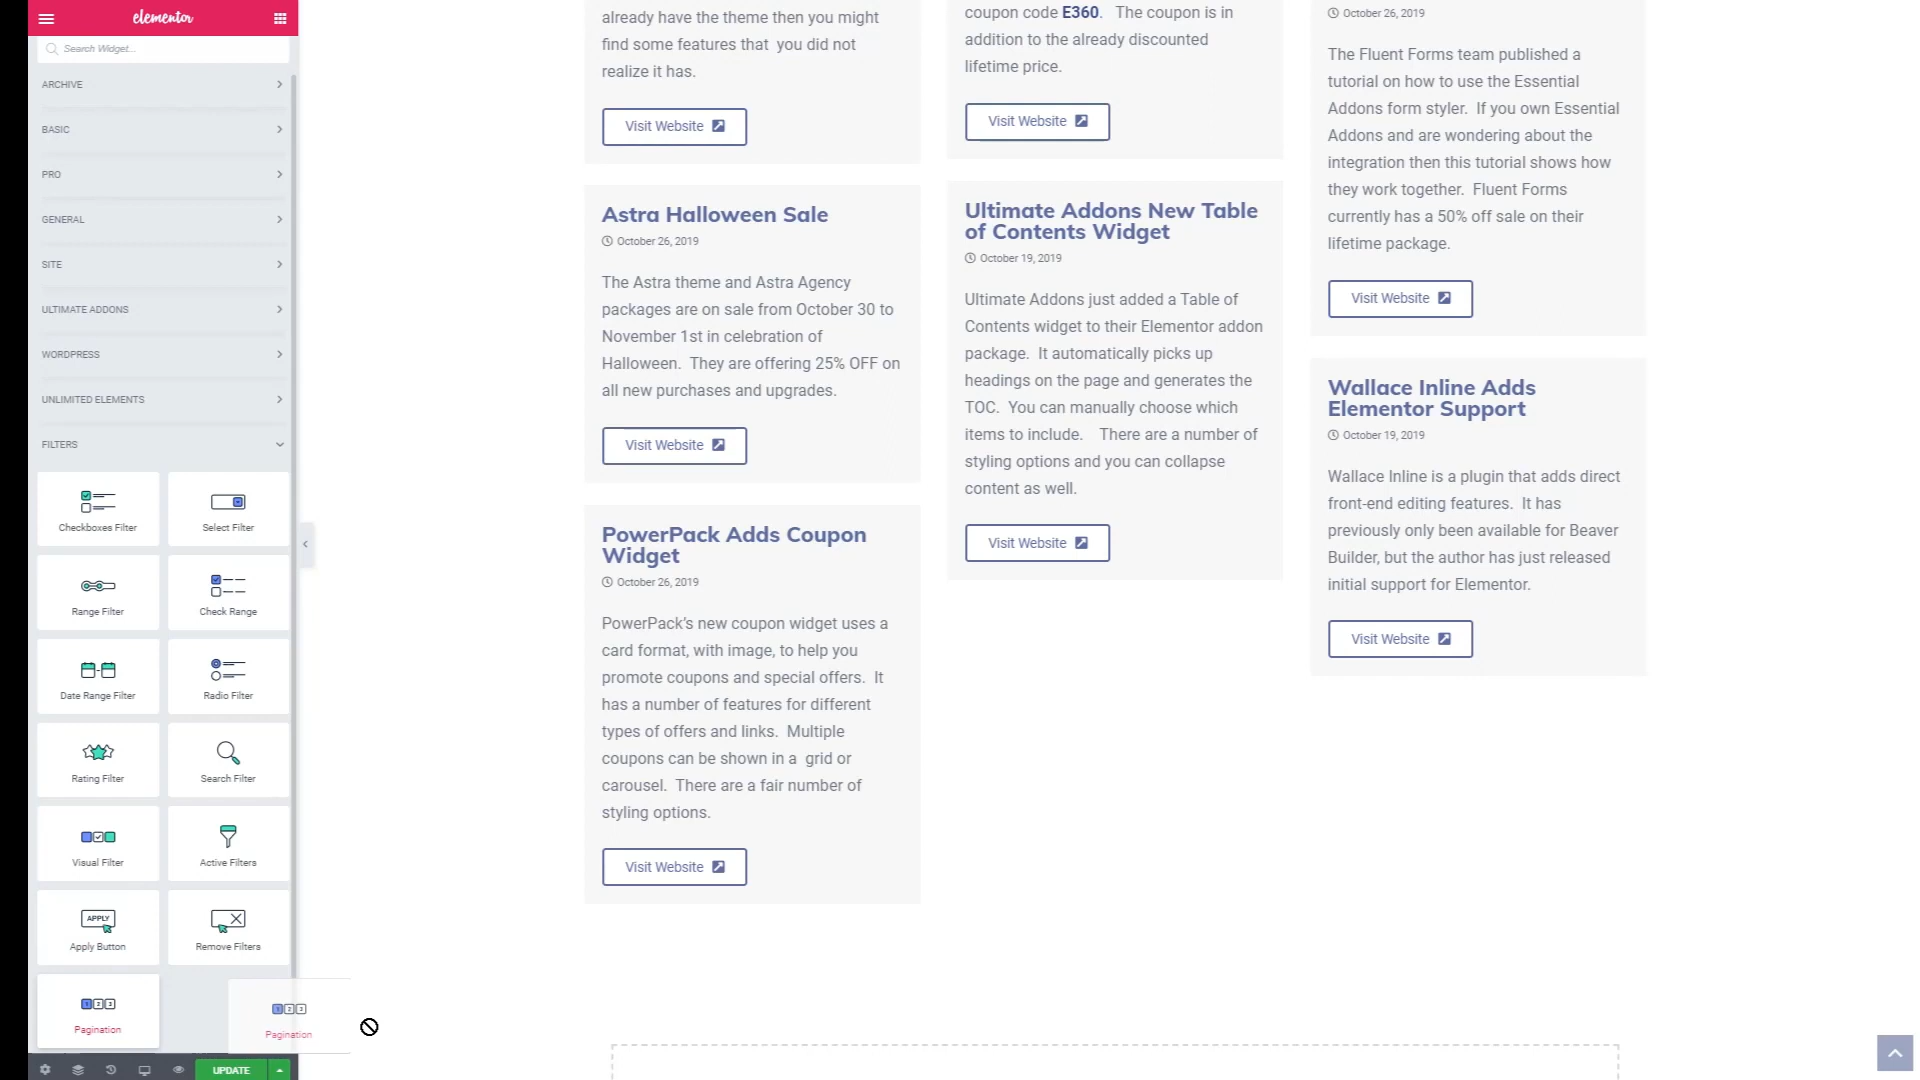 elementor
Search Widget...
ARCHIVE
BASIC
PRO
GENERAL
SITE
ULTIMATE ADDONS
WORDPRESS
UNLIMITED ELEMENTS
FILTERS
Checkboxes Filter
Select Filter
Range Filter
Check Range
Date Range Filter
Radio Filter
Rating Filter
Search Filter
Visual Filter
Active Filters
APPLY
Apply Button
Remove Filters
1 2 3
Pagination
1 2 3
Pagination
UPDATE
already have the theme then you might
find some features that  you did not
realize it has.
Visit Website
Astra Halloween Sale
October 26, 2019
The Astra theme and Astra Agency
packages are on sale from October 30 to
November 1st in celebration of
Halloween.  They are offering 25% OFF on
all new purchases and upgrades.
Visit Website
PowerPack Adds Coupon
Widget
October 26, 2019
PowerPack's new coupon widget uses a
card format, with image, to help you
promote coupons and special offers.  It
has a number of features for different
types of offers and links.  Multiple
coupons can be shown in a  grid or
carousel.  There are a fair number of
styling options.
Visit Website
coupon code E360.   The coupon is in
addition to the already discounted
lifetime price.
Visit Website
Ultimate Addons New Table
of Contents Widget
October 19, 2019
Ultimate Addons just added a Table of
Contents widget to their Elementor addon
package.  It automatically picks up
headings on the page and generates the
TOC.  You can manually choose which
items to include.    There are a number of
styling options and you can collapse
content as well.
Visit Website
October 26, 2019
The Fluent Forms team published a
tutorial on how to use the Essential
Addons form styler.  If you own Essential
Addons and are wondering about the
integration then this tutorial shows how
they work together.  Fluent Forms
currently has a 50% off sale on their
lifetime package.
Visit Website
Wallace Inline Adds
Elementor Support
October 19, 2019
Wallace Inline is a plugin that adds direct
front-end editing features.  It has
previously only been available for Beaver
Builder, but the author has just released
initial support for Elementor.
Visit Website